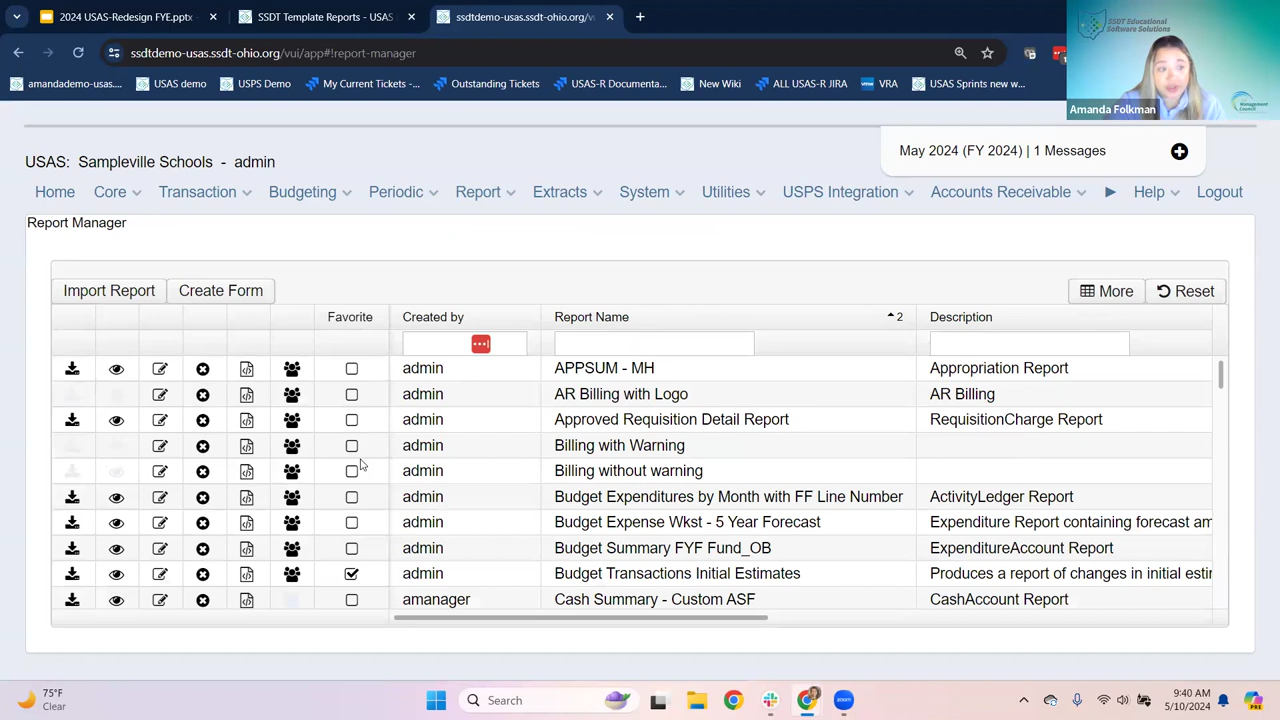 2024 USAS-Redesign FYE.pptx
SSDT Template Reports - USAS
ssdtdemo-usas.ssdt-ohio.org/v
ssdtdemo-usas.ssdt-ohio.org/vui/app#!report-manager
amandademo-usas.... USAS demo USPS Demo My Current Tickets -... Outstanding Tickets USAS-R Documenta... New Wiki ALL USAS-R JIRA VRA USAS Sprints new w...
SSDT Educational
Software Solutions
Management
Council
Amanda Folkman
USAS: Sampleville Schools - admin
May 2024 (FY 2024) | 1 Messages
Home Core Transaction Budgeting Periodic Report Extracts System Utilities USPS Integration Accounts Receivable Help Logout
Report Manager
Import Report Create Form More Reset
Favorite Created by Report Name 2 Description
admin APPSUM - MH Appropriation Report
admin AR Billing with Logo AR Billing
admin Approved Requisition Detail Report RequisitionCharge Report
admin Billing with Warning
admin Billing without warning
admin Budget Expenditures by Month with FF Line Number ActivityLedger Report
admin Budget Expense Wkst - 5 Year Forecast Expenditure Report containing forecast am
admin Budget Summary FYF Fund_OB ExpenditureAccount Report
admin Budget Transactions Initial Estimates Produces a report of changes in initial esti
amanager Cash Summary - Custom ASF CashAccount Report
75°F
Clear
Search
PRE
9:40 AM
5/10/2024